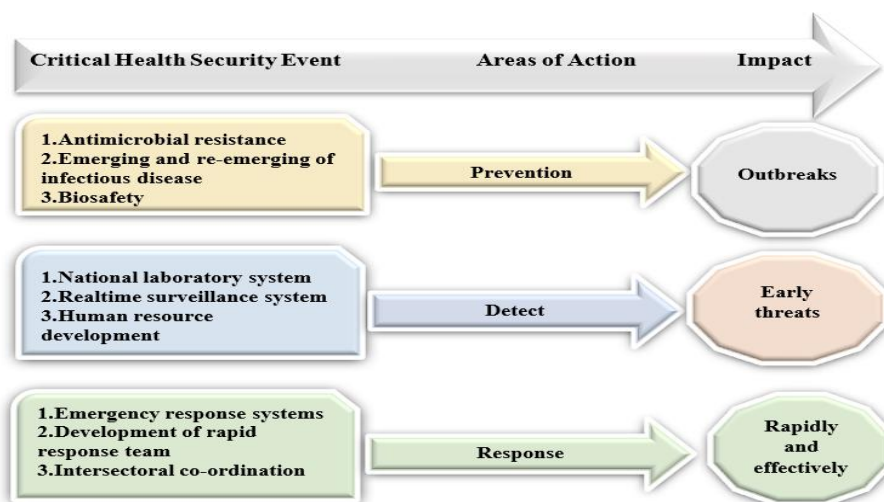 Critical Health Security Event Areas of Action Impact
1.Antimicrobial resistance
2.Emerging and re-emerging of
infectious disease
3.Biosafety
Prevention
Outbreaks
1.National laboratory system
2.Realtime surveillance system
3.Human resource
development
Detect
Early
threats
1.Emergency response systems
2.Development of rapid
response team
3.Intersectoral co-ordination
Response
Rapidly
and
effectively